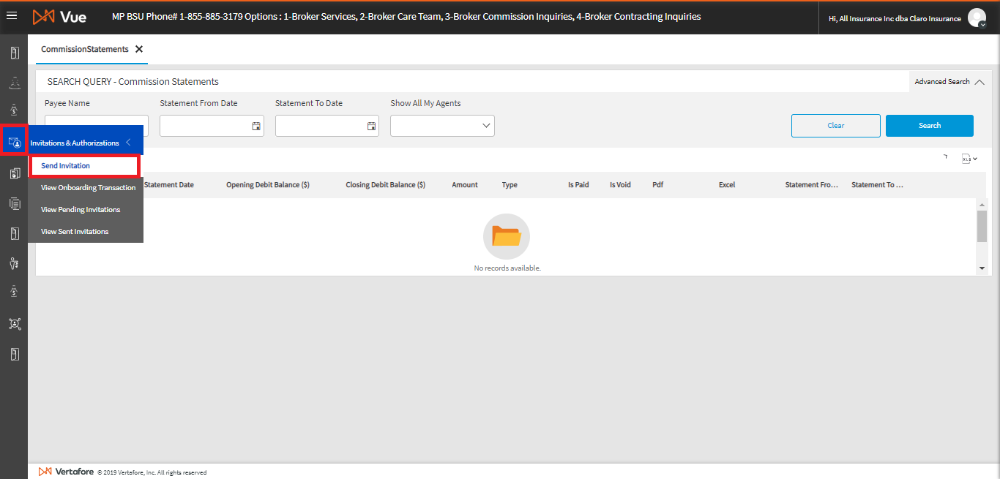 Vue
MP BSU Phone# 1-855-885-3179 Options : 1-Broker Services, 2-Broker Care Team, 3-Broker Commission Inquiries, 4-Broker Contracting Inquiries
Hi, All Insurance Inc dba Claro Insurance
CommissionStatements
SEARCH QUERY - Commission Statements
Advanced Search
Payee Name
Statement From Date
Statement To Date
Show All My Agents
Clear
Search
Invitations & Authorizations
Send Invitation
View Onboarding Transaction
View Pending Invitations
View Sent Invitations
XLS
Statement Date
Opening Debit Balance ($)
Closing Debit Balance ($)
Amount
Type
Is Paid
Is Void
Pdf
Excel
Statement Fro...
Statement To ...
No records available.
Vertafore © 2019 Vertafore, Inc. All rights reserved